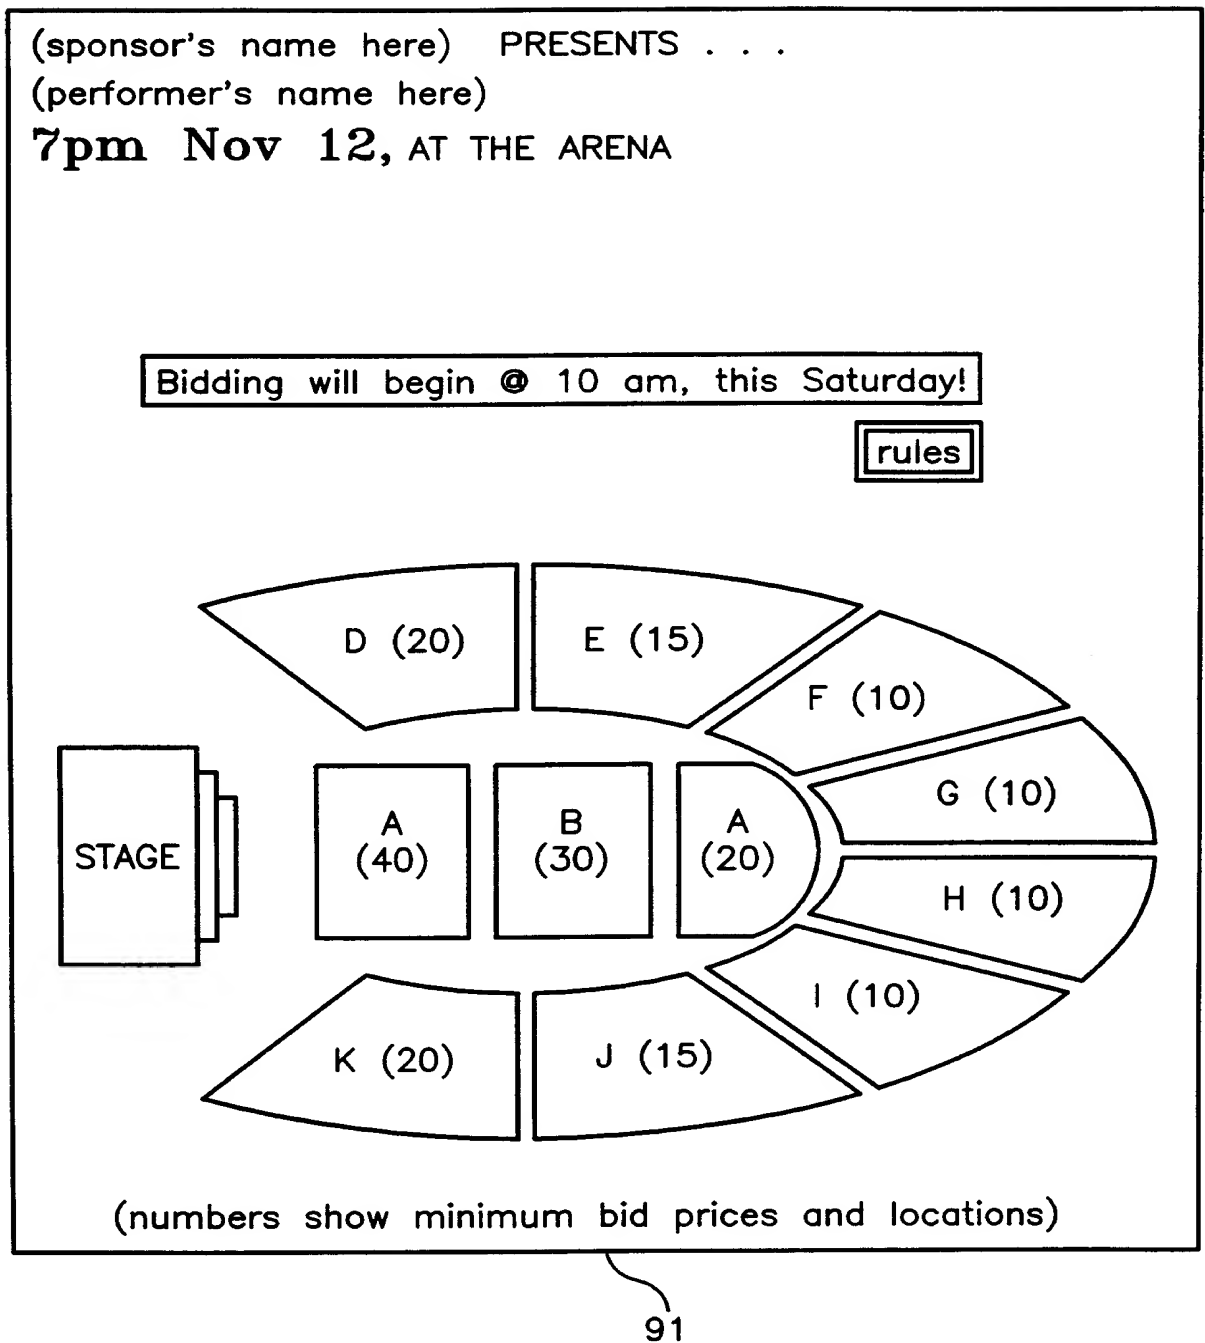 (sponsor's name here) PRESENTS . . .
(performer's name here)
7pm Nov 12, AT THE ARENA
Bidding will begin @ 10 am, this Saturday!
rules
D (20)
E (15)
F (10)
G (10)
STAGE
A
(40)
B
(30)
A
(20)
H (10)
I (10)
K (20)
J (15)
(numbers show minimum bid prices and locations)
91